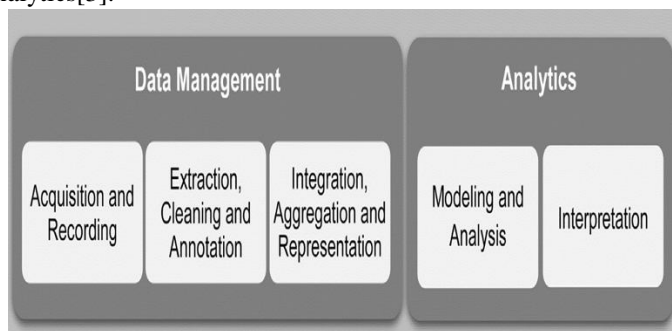 Data Management
Acquisition and
Recording
Extraction,
Cleaning and
Annotation
Integration,
Aggregation and
Representation
Analytics
Modeling and
Analysis
Interpretation